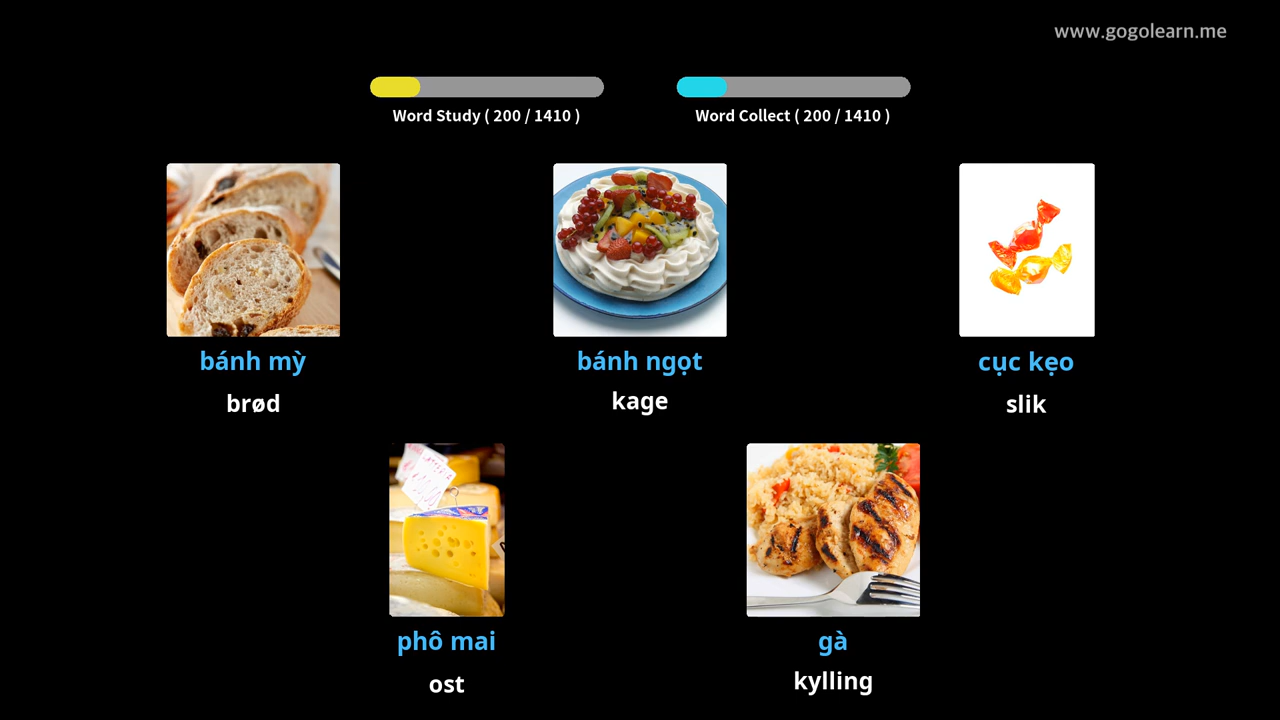 www.gogolearn.me
Word Study ( 200 / 1410 )
Word Collect ( 200 / 1410 )
bánh mỳ
brød
bánh ngọt
kage
cục kẹo
slik
phô mai
ost
gà
kylling